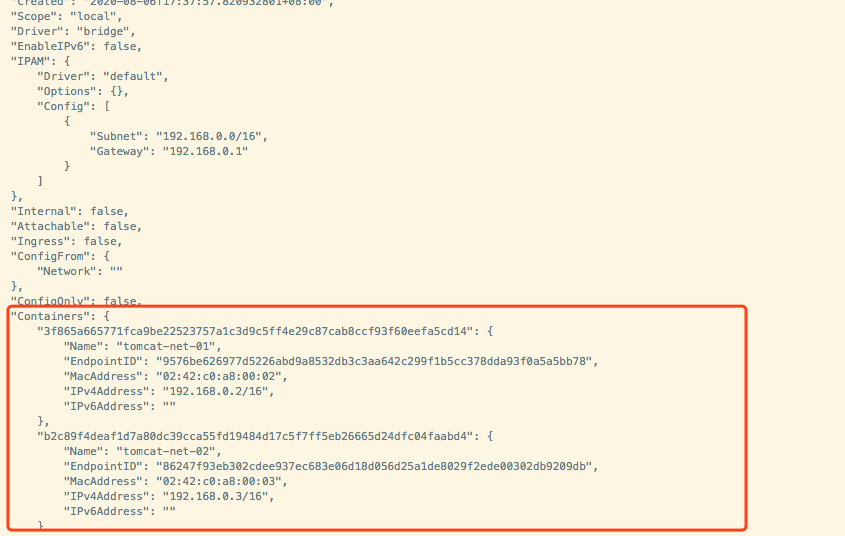 "Created": "2020-08-06T17:37:57.820932801+08:00",
"Scope": "local",
"Driver": "bridge",
"EnableIPv6": false,
"IPAM": {
"Driver": "default",
"Options": {},
"Config": [
{
"Subnet": "192.168.0.0/16",
"Gateway": "192.168.0.1"
}
]
},
"Internal": false,
"Attachable": false,
"Ingress": false,
"ConfigFrom": {
"Network": ""
},
"ConfigOnly": false,
"Containers": {
"3f865a665771fca9be22523757a1c3d9c5ff4e29c87cab8ccf93f60eefa5cd14": {
"Name": "tomcat-net-01",
"EndpointID": "9576be626977d5226abd9a8532db3c3aa642c299f1b5cc378dda93f0a5a5bb78",
"MacAddress": "02:42:c0:a8:00:02",
"IPv4Address": "192.168.0.2/16",
"IPv6Address": ""
},
"b2c89f4deaf1d7a80dc39cca55fd19484d17c5f7ff5eb26665d24dfc04faabd4": {
"Name": "tomcat-net-02",
"EndpointID": "86247f93eb302cdee937ec683e06d18d056d25a1de8029f2ede00302db9209db",
"MacAddress": "02:42:c0:a8:00:03",
"IPv4Address": "192.168.0.3/16",
"IPv6Address": ""
}